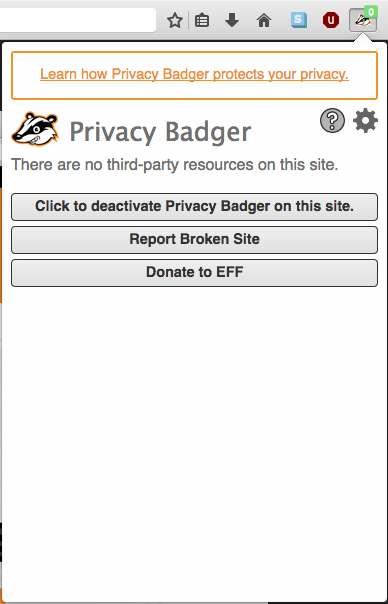 S
u
0
Learn how Privacy Badger protects your privacy.
Privacy Badger
?
There are no third-party resources on this site.
Click to deactivate Privacy Badger on this site.
Report Broken Site
Donate to EFF